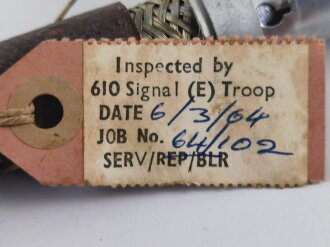 Inspected by
610 Signal (E) Troop
DATE 6/3/64
JOB No. 64/102
SERV/REP/BLR